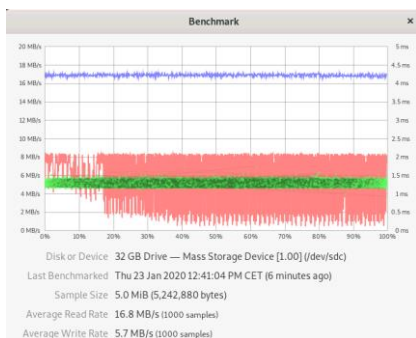 Benchmark ×
20 MB/s 5 ms
18 MB/s 4.5 ms
16 MB/s 4 ms
14 MB/s 3.5 ms
12 MB/s 3 ms
10 MB/s 2.5 ms
8 MB/s 2 ms
6 MB/s 1.5 ms
4 MB/s 1 ms
2 MB/s 0.5 ms
0 MB/s 0 ms
0% 10% 20% 30% 40% 50% 60% 70% 80% 90% 100%
Disk or Device 32 GB Drive — Mass Storage Device [1.00] (/dev/sdc)
Last Benchmarked Thu 23 Jan 2020 12:41:04 PM CET (6 minutes ago)
Sample Size 5.0 MiB (5,242,880 bytes)
Average Read Rate 16.8 MB/s (1000 samples)
Average Write Rate 5.7 MB/s (1000 samples)